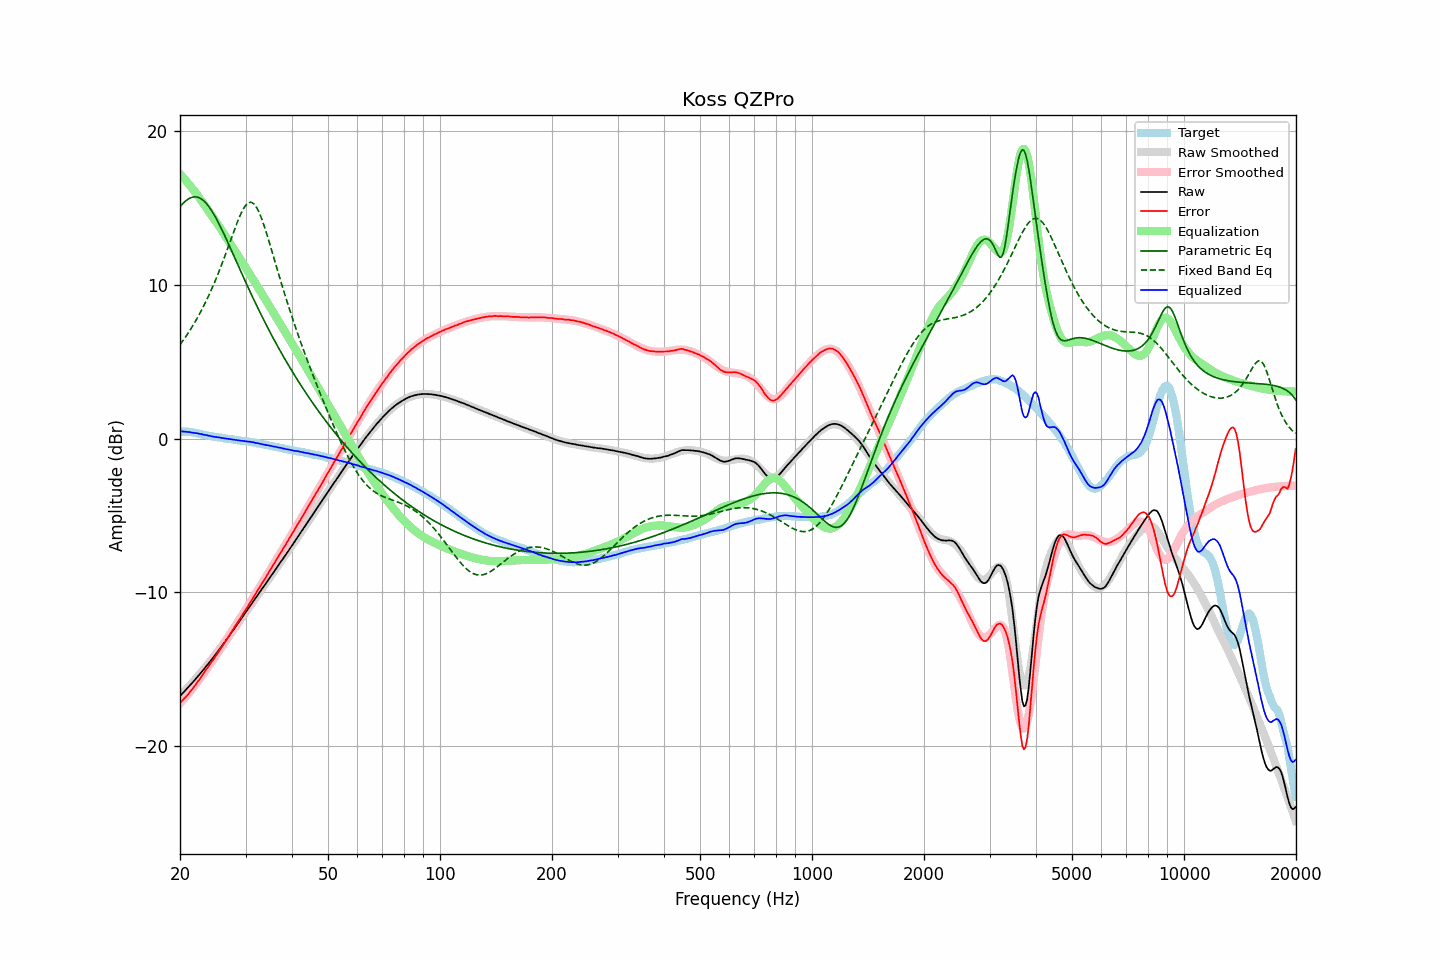 Koss QZPro
20
10
0
−10
−20
Amplitude (dBr)
Target
Raw Smoothed
Error Smoothed
Raw
Error
Equalization
Parametric Eq
Fixed Band Eq
Equalized
20 50 100 200 500 1000 2000 5000 10000 20000
Frequency (Hz)